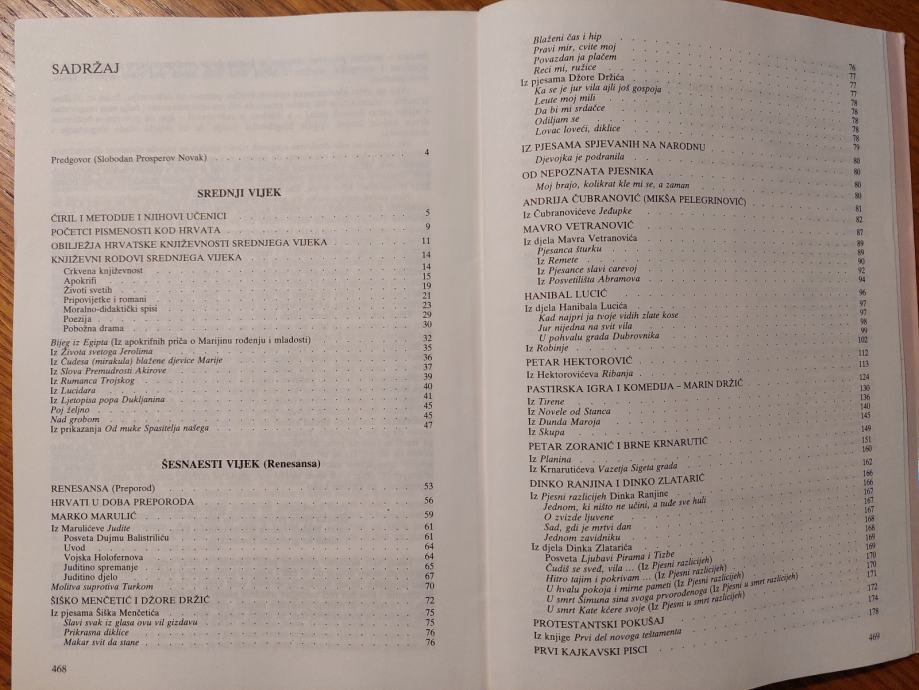 SADRŽAJ
Predgovor (Slobodan Prosperov Novak) 4
SREDNJI VIJEK
ĆIRIL I METODIJE I NJIHOVI UČENICI 5
POČETCI PISMENOSTI KOD HRVATA 9
OBILJEŽJA HRVATSKE KNJIŽEVNOSTI SREDNJEGA VIJEKA 11
KNJIŽEVNI RODOVI SREDNJEGA VIJEKA 14
Crkvena književnost 14
Apokrifi 15
Životi svetih 19
Pripovijetke i romani 21
Moralno-didaktički spisi 23
Poezija 29
Pobožna drama 30
Bijeg iz Egipta (Iz apokrifnih priča o Marijinu rođenju i mladosti) 32
Iz Života svetoga Jerolima 35
Iz Čudesa (mirakula) blažene djevice Marije 36
Iz Slova Premudrosti Akirove 37
Iz Rumanca Trojskog 39
Iz Lucidara 40
Iz Ljetopisa popa Dukljanina 41
Poj željno 45
Nad grobom 45
Iz prikazanja Od muke Spasitelja našega 47
ŠESNAESTI VIJEK (Renesansa)
RENESANSA (Preporod) 53
HRVATI U DOBA PREPORODA 56
MARKO MARULIĆ 59
Iz Marulićeve Judite 61
Posveta Dujmu Balistriliću 61
Uvod 64
Vojska Holofernova 64
Juditino spremanje 65
Juditino djelo 67
Molitva suprotiva Turkom 70
ŠIŠKO MENČETIĆ I DŽORE DRŽIĆ 72
Iz pjesama Šiška Menčetića 75
Slavi svak iz glasa ovu vil gizdavu 75
Prikrasna diklice 76
Makar svit da stane 76
468
Blaženi čas i hip
Pravi mir, cvite moj 76
Povazdan ja plačem 77
Reci mi, ružice 77
Iz pjesama Džore Držića 77
Ka se je jur vila ajli još gospoja 78
Leute moj mili 78
Da bi mi srdačce 78
Odiljam se 78
Lovac loveći, diklice 79
IZ PJESAMA SPJEVANIH NA NARODNU 80
Djevojka je podranila 80
OD NEPOZNATA PJESNIKA 80
Moj brajo, kolikrat kle mi se, a zaman 80
ANDRIJA ČUBRANOVIĆ (MIKŠA PELEGRINOVIĆ) 81
Iz Čubranovićeve Jeđupke 82
MAVRO VETRANOVIĆ 87
Iz djela Mavra Vetranovića 89
Pjesanca šturku 89
Iz Remete 90
Iz Pjesance slavi carevoj 92
Iz Posvetilišta Abramova 94
HANIBAL LUCIĆ 96
Iz djela Hanibala Lucića 97
Kad najpri ja tvoje vidih zlate kose 97
Jur nijedna na svit vila 98
U pohvalu grada Dubrovnika 99
Iz Robinje 102
PETAR HEKTOROVIĆ 112
Iz Hektorovićeva Ribanja 113
PASTIRSKA IGRA I KOMEDIJA – MARIN DRŽIĆ 124
Iz Tirene 130
Iz Novele od Stanca 136
Iz Dunda Maroja 140
Iz Skupa 145
PETAR ZORANIĆ I BRNE KRNARUTIĆ 149
Iz Planina 151
Iz Krnarutićeva Vazetja Sigeta grada 160
DINKO RANJINA I DINKO ZLATARIĆ 162
Iz Pjesni razlicijeh Dinka Ranjine 166
Jednom, ki ništo ne učini, a tuđe sve huli 166
O zvizde ljuvene 167
Sad, gdi je mrtvi dan 167
Jednom zavidniku 167
Iz djela Dinka Zlatarića 168
Posveta Ljubavi Pirama i Tizbe 168
Čudiš se sved, vila ... (Iz Pjesni razlicijeh) 169
Hitro tajim i pokrivam ... (Iz Pjesni razlicijeh) 169
U hvalu pokoja i mirne pameti (Iz Pjesni razlicijeh) 170
U smrt Šimuna sina svoga prvorođenoga (Iz Pjesni u smrt razlicijeh) 170
U smrt Kate kćere svoje (Iz Pjesni u smrt razlicijeh) 171
PROTESTANTSKI POKUŠAJ 172
Iz knjige Prvi del novoga teštamenta 174
PRVI KAJKAVSKI PISCI 178
469